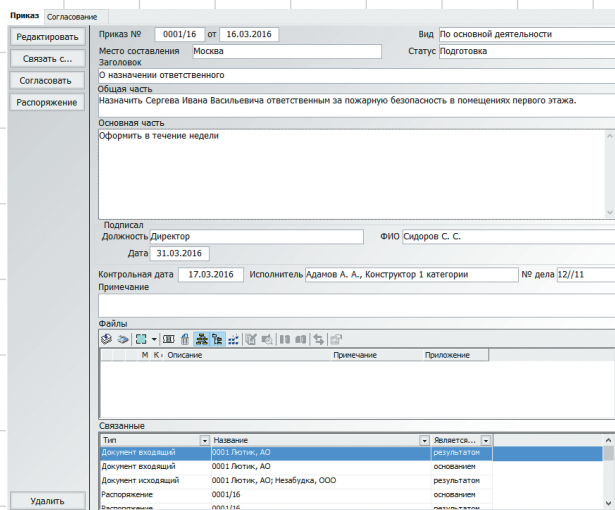 Приказ Согласование
Редактировать
Связать с...
Согласовать
Распоряжение
Удалить
Приказ № 0001/16 от 16.03.2016 Вид По основной деятельности
Место составления Москва Статус Подготовка
Заголовок
О назначении ответственного
Общая часть
Назначить Сергева Ивана Васильевича ответственным за пожарную безопасность в помещениях первого этажа.
Основная часть
Оформить в течение недели
Подписал
Должность Директор ФИО Сидоров С. С.
Дата 31.03.2016
Контрольная дата 17.03.2016 Исполнитель Адамов А. А., Конструктор 1 категории № дела 12//11
Примечание
Файлы
М К Описание Примечание Приложение
Связанные
Тип Название Является...
Документ входящий 0001 Лютик, АО результатом
Документ входящий 0001 Лютик, АО основанием
Документ исходящий 0001 Лютик, АО; Незабудка, ООО результатом
Распоряжение 0001/16 основанием
Распоряжение 0001/16 результатом